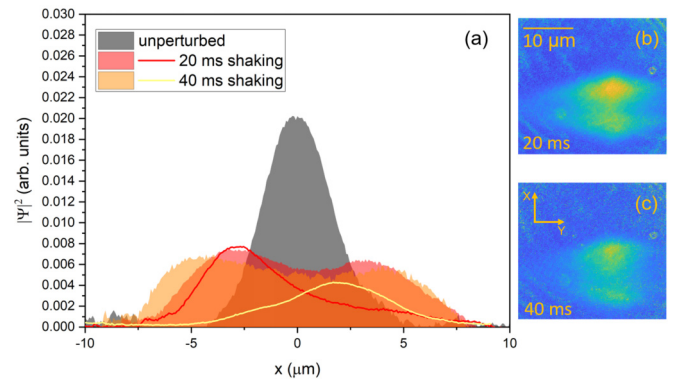 0.030
0.028
0.026
0.024
0.022
0.020
0.018
0.016
0.014
0.012
0.010
0.008
0.006
0.004
0.002
0.000
|Ψ|² (arb. units)
unperturbed
20 ms shaking
40 ms shaking
(a)
-10 -5 0 5 10
x (μm)
10 μm
(b)
20 ms
X
Y
(c)
40 ms